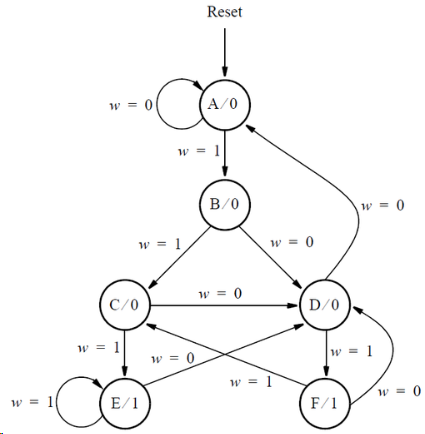 Reset
w = 0
A/0
w = 1
B/0
w = 0
w = 1
w = 0
C/0
w = 0
D/0
w = 1
w = 0
w = 1
w = 1
E/1
w = 1
F/1
w = 0